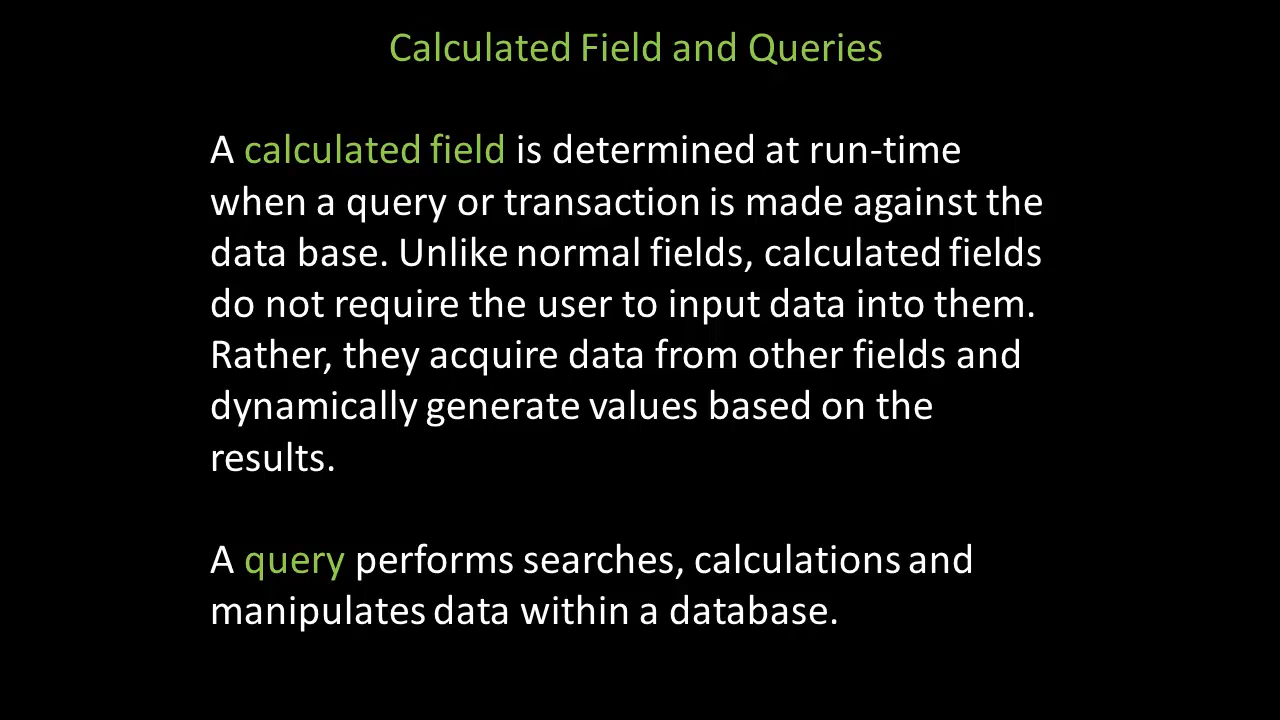 Calculated Field and Queries
A calculated field is determined at run-time
when a query or transaction is made against the
data base. Unlike normal fields, calculated fields
do not require the user to input data into them.
Rather, they acquire data from other fields and
dynamically generate values based on the
results.
A query performs searches, calculations and
manipulates data within a database.